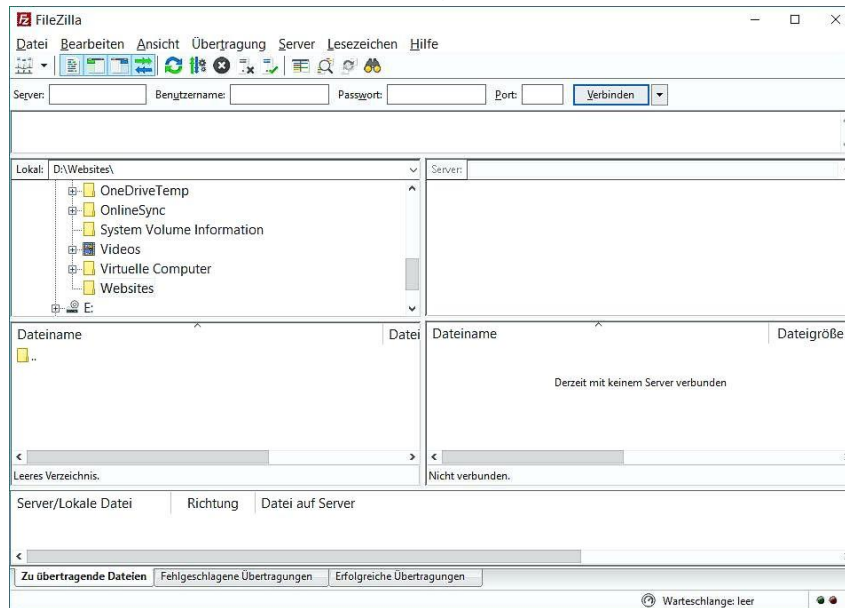 FileZilla
Datei Bearbeiten Ansicht Übertragung Server Lesezeichen Hilfe
Server: Benutzername: Passwort: Port: Verbinden
Lokal: D:\Websites\ Server:
OneDriveTemp
OnlineSync
System Volume Information
Videos
Virtuelle Computer
Websites
E:
Dateiname Datei Dateiname Dateigröße
..
Derzeit mit keinem Server verbunden
Leeres Verzeichnis. Nicht verbunden.
Server/Lokale Datei Richtung Datei auf Server
Zu übertragende Dateien Fehlgeschlagene Übertragungen Erfolgreiche Übertragungen
Warteschlange: leer